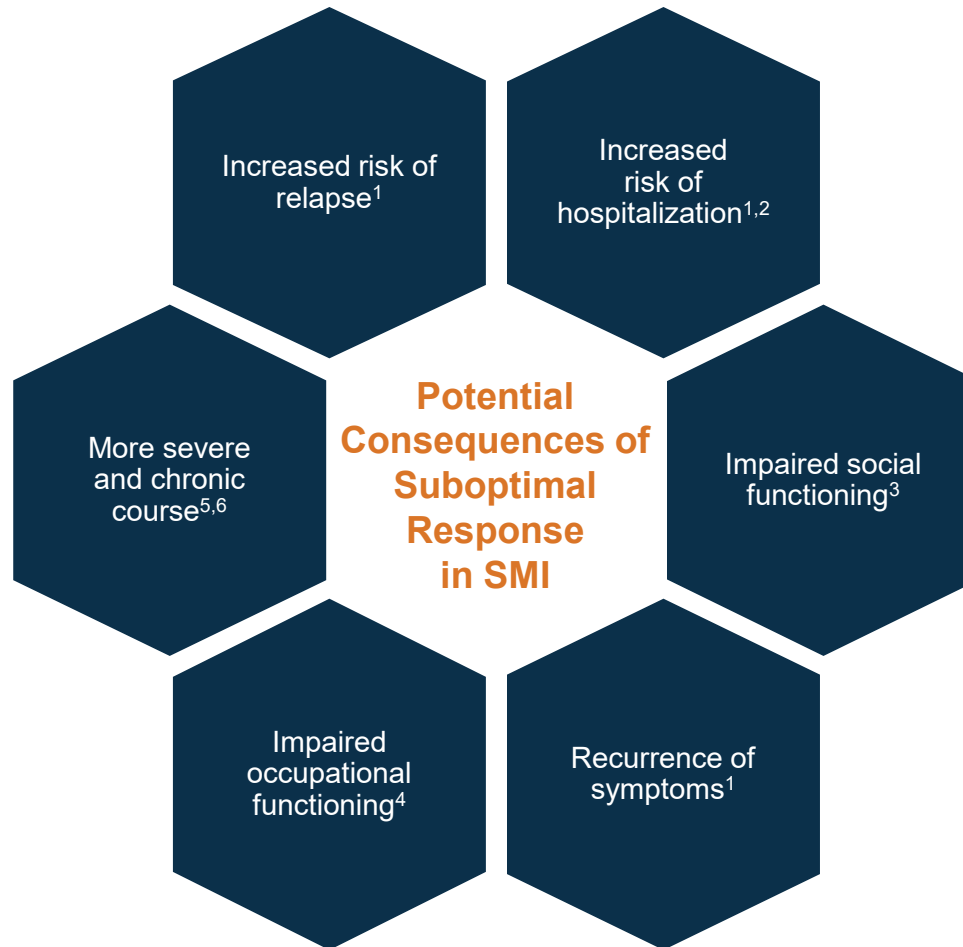 Increased risk of
relapse¹
Increased
risk of
hospitalization¹,²
More severe
and chronic
course⁵,⁶
Potential
Consequences of
Suboptimal
Response
in SMI
Impaired social
functioning³
Impaired
occupational
functioning⁴
Recurrence of
symptoms¹